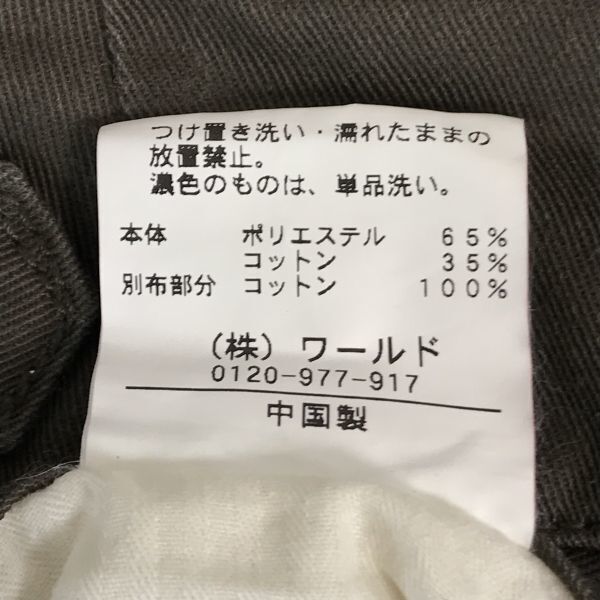 つけ置き洗い・濡れたままの
放置禁止。
濃色のものは、単品洗い。
本体 ポリエステル 65%
コットン 35%
別布部分 コットン 100%
(株) ワールド
0120-977-917
中国製